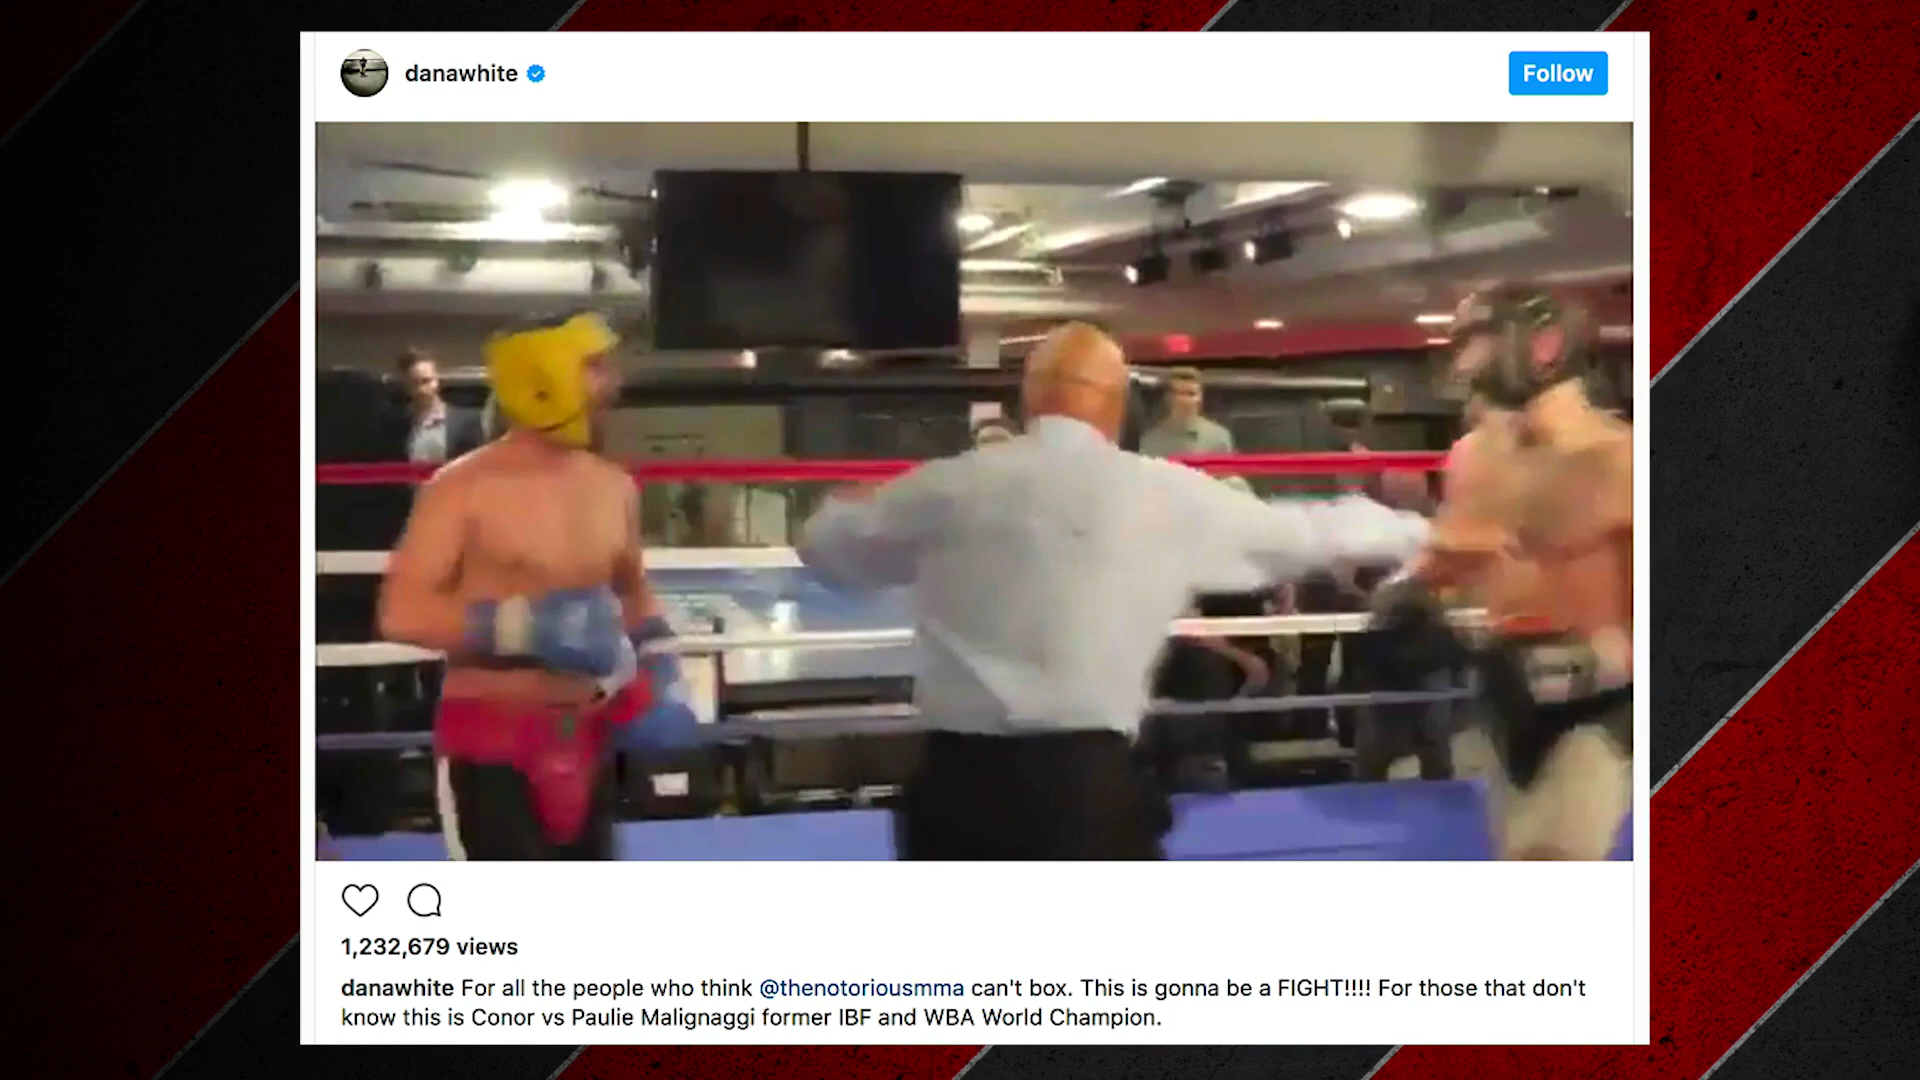 danawhite
Follow
1,232,679 views
danawhite For all the people who think @thenotoriousmma can't box. This is gonna be a FIGHT!!!! For those that don't
know this is Conor vs Paulie Malignaggi former IBF and WBA World Champion.